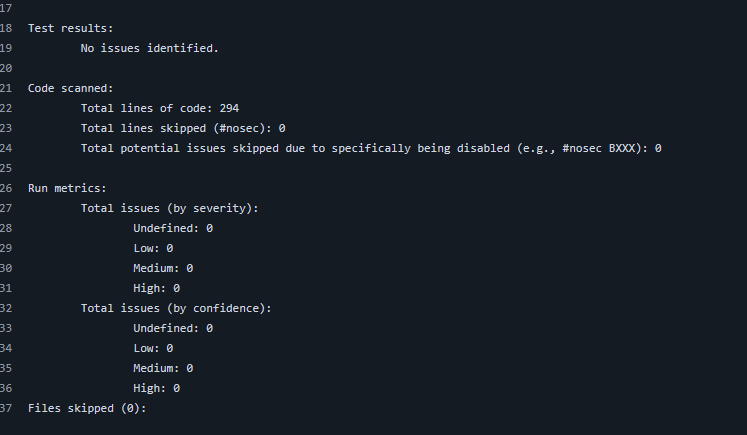 17
18 Test results:
19 No issues identified.
20
21 Code scanned:
22 Total lines of code: 294
23 Total lines skipped (#nosec): 0
24 Total potential issues skipped due to specifically being disabled (e.g., #nosec BXXX): 0
25
26 Run metrics:
27 Total issues (by severity):
28 Undefined: 0
29 Low: 0
30 Medium: 0
31 High: 0
32 Total issues (by confidence):
33 Undefined: 0
34 Low: 0
35 Medium: 0
36 High: 0
37 Files skipped (0):